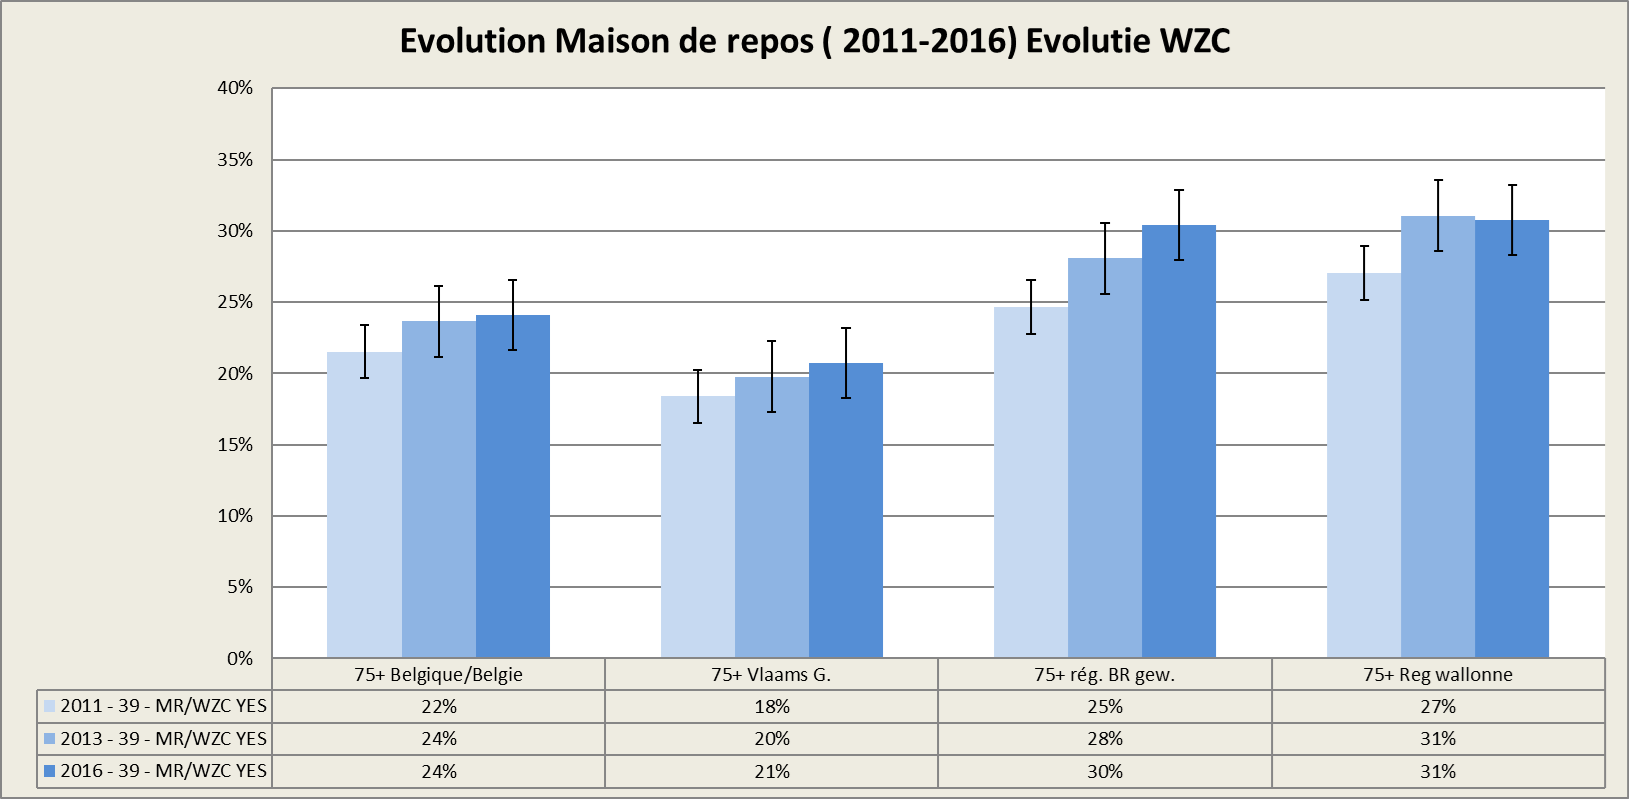 Evolution Maison de repos ( 2011-2016) Evolutie WZC
40%
35%
30%
25%
20%
15%
10%
5%
0%
75+ Belgique/Belgie 75+ Vlaams G. 75+ rég. BR gew. 75+ Reg wallonne
2011 - 39 - MR/WZC YES 22% 18% 25% 27%
2013 - 39 - MR/WZC YES 24% 20% 28% 31%
2016 - 39 - MR/WZC YES 24% 21% 30% 31%